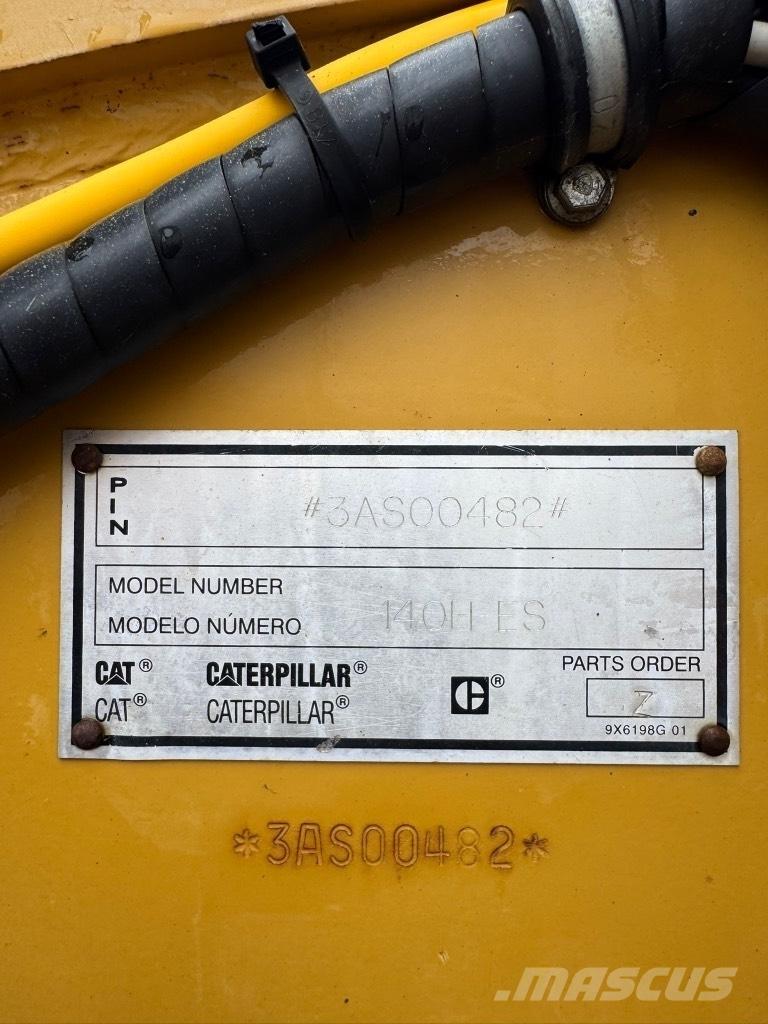 PIN
#3AS00482#
MODEL NUMBER
MODELO NÚMERO
140H ES
CAT® CATERPILLAR® C®
CAT® CATERPILLAR®
PARTS ORDER
Z
9X6198G 01
*3AS00482*
MASCUS